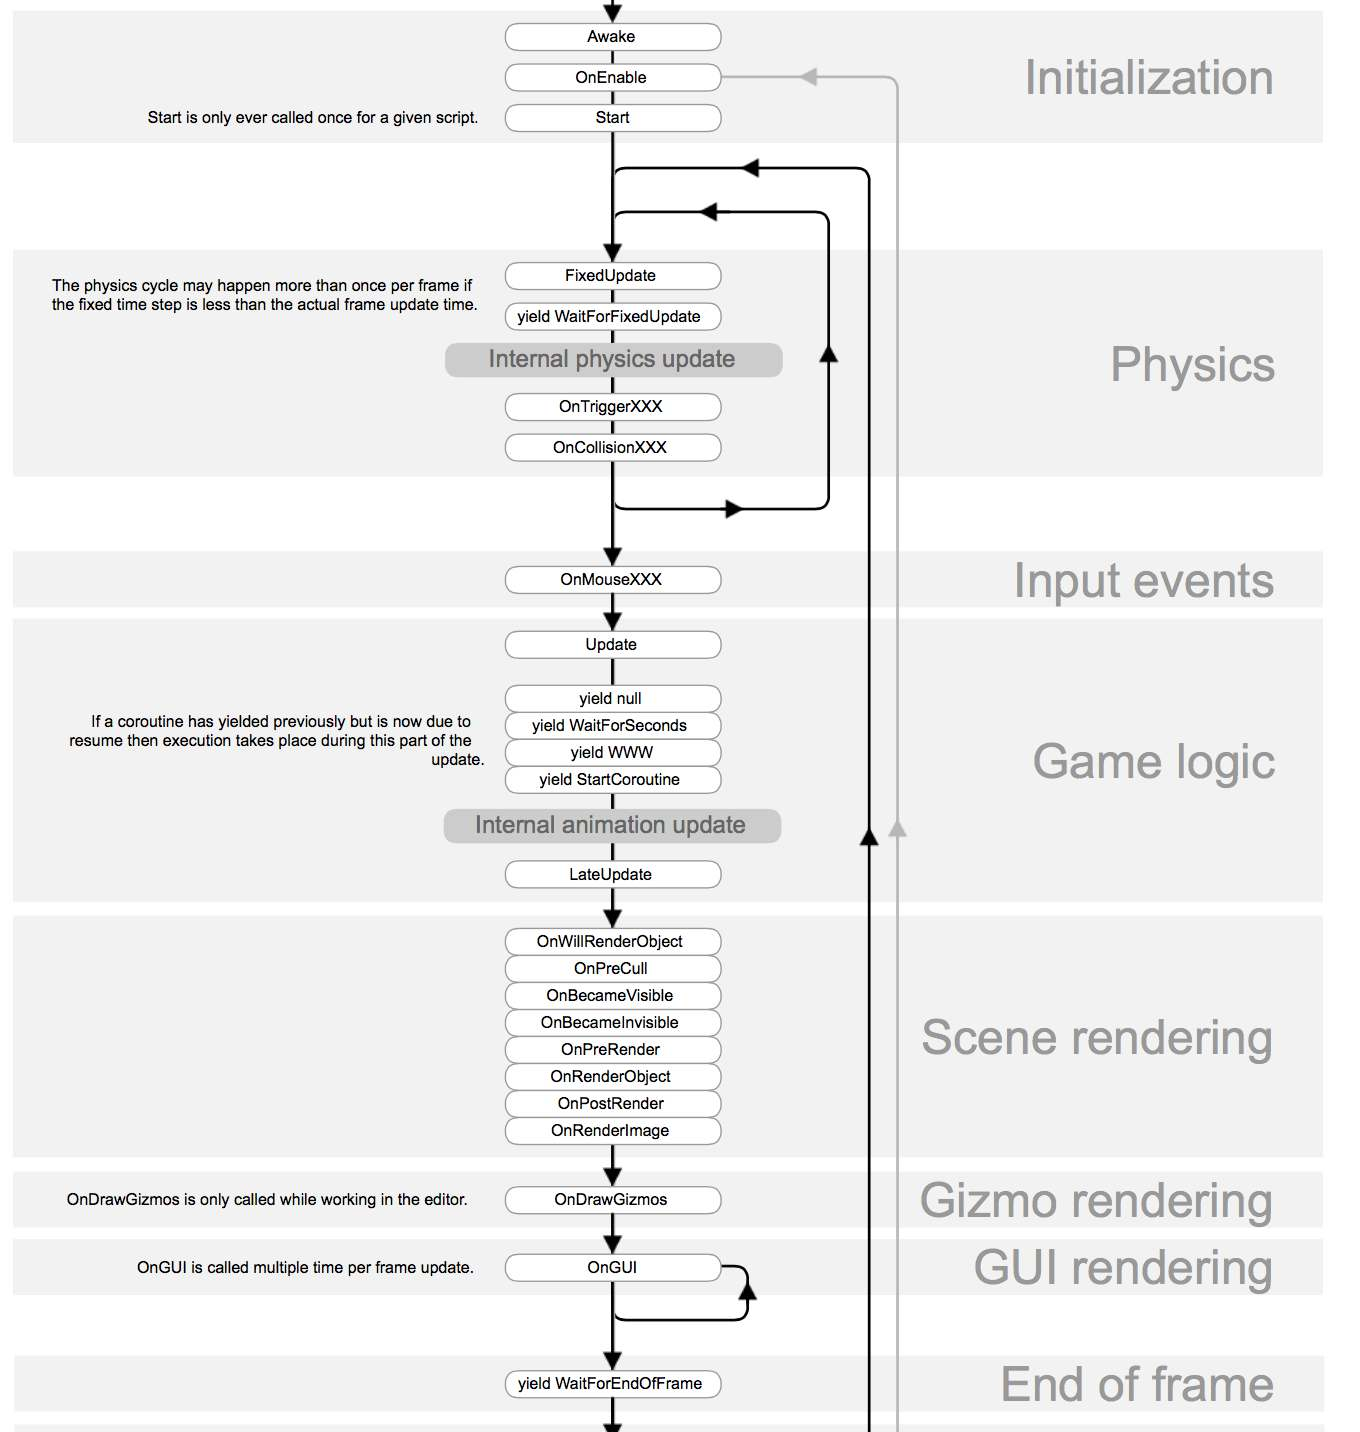 Awake
OnEnable
Initialization
Start is only ever called once for a given script.
Start
The physics cycle may happen more than once per frame if
the fixed time step is less than the actual frame update time.
FixedUpdate
yield WaitForFixedUpdate
Internal physics update
Physics
OnTriggerXXX
OnCollisionXXX
OnMouseXXX
Input events
Update
If a coroutine has yielded previously but is now due to
resume then execution takes place during this part of the
update.
yield null
yield WaitForSeconds
yield WWW
yield StartCoroutine
Game logic
Internal animation update
LateUpdate
OnWillRenderObject
OnPreCull
OnBecameVisible
OnBecameInvisible
OnPreRender
OnRenderObject
OnPostRender
OnRenderImage
Scene rendering
OnDrawGizmos is only called while working in the editor.
OnDrawGizmos
Gizmo rendering
OnGUI is called multiple time per frame update.
OnGUI
GUI rendering
yield WaitForEndOfFrame
End of frame